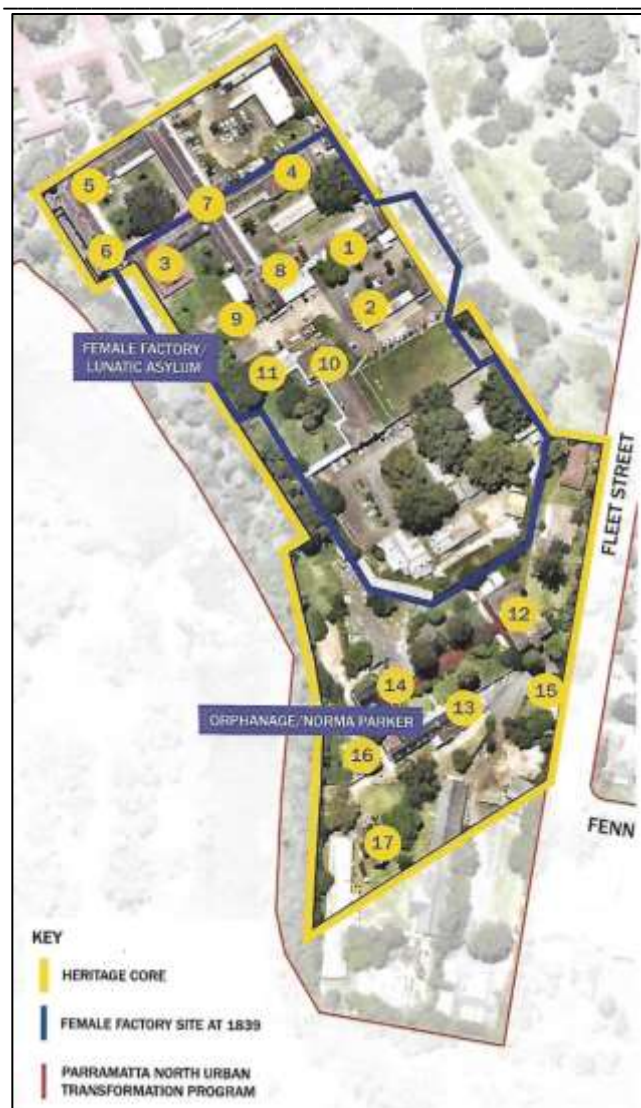 5
4
7
6
3
8
1
9
2
FEMALE FACTORY/
LUNATIC ASYLUM
11
10
FLEET STREET
12
14
15
ORPHANAGE/NORMA PARKER
13
16
FENN
17
KEY
HERITAGE CORE
FEMALE FACTORY SITE AT 1839
PARRAMATTA NORTH URBAN
TRANSFORMATION PROGRAM